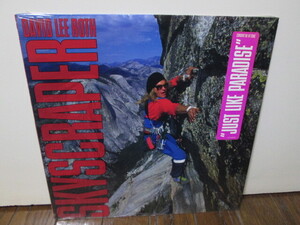 DAVID LEE ROTH
SKYSCRAPER
"JUST LIKE PARADISE"